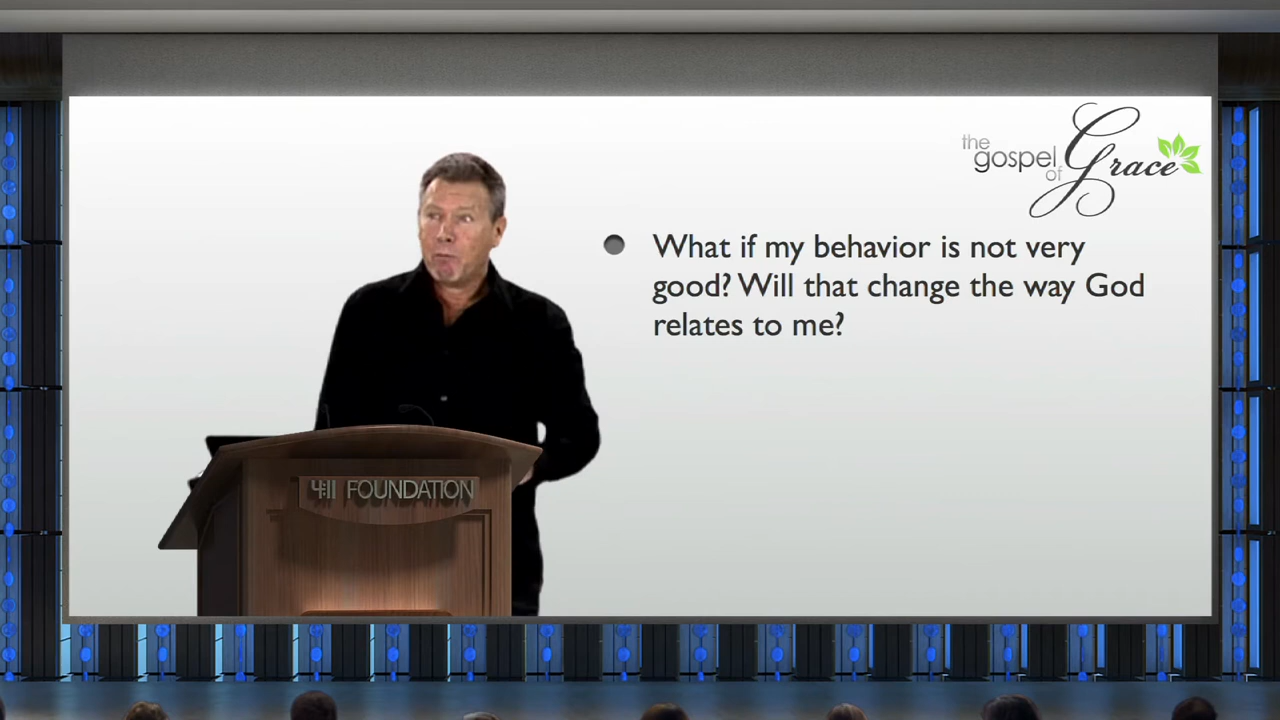 the
gospel
of
Grace
What if my behavior is not very
good? Will that change the way God
relates to me?
4:11 FOUNDATION